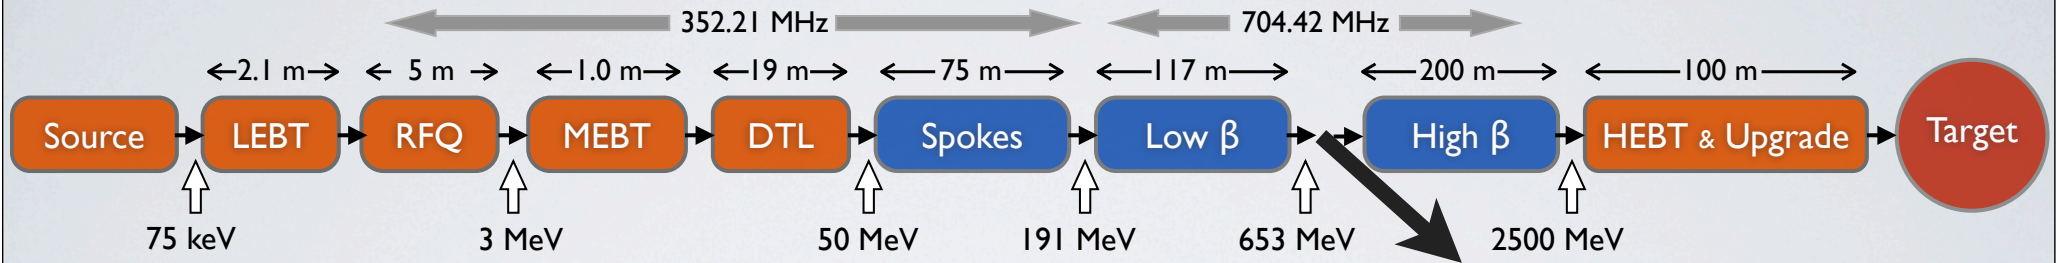 352.21 MHz 704.42 MHz
2.1 m 5 m 1.0 m 19 m 75 m 117 m 200 m 100 m
Source LEBT RFQ MEBT DTL Spokes Low β High β HEBT & Upgrade Target
75 keV 3 MeV 50 MeV 191 MeV 653 MeV 2500 MeV